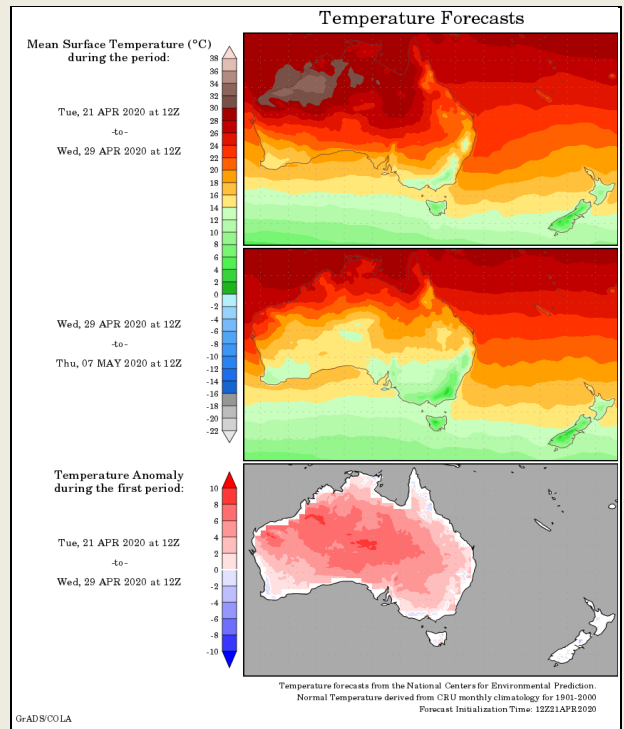 Temperature Forecasts
Mean Surface Temperature (°C)
during the period:
Tue, 21 APR 2020 at 12Z
-to-
Wed, 29 APR 2020 at 12Z
38
36
34
32
30
28
26
24
22
20
18
16
14
12
10
8
6
4
2
0
-2
-4
-6
-8
-10
-12
-14
-16
-18
-20
-22
Wed, 29 APR 2020 at 12Z
-to-
Thu, 07 MAY 2020 at 12Z
Temperature Anomaly
during the first period:
Tue, 21 APR 2020 at 12Z
-to-
Wed, 29 APR 2020 at 12Z
10
8
6
4
2
0
-2
-4
-6
-8
-10
Temperature forecasts from the National Centers for Environmental Prediction.
Normal Temperature derived from CRU monthly climatology for 1901-2000
Forecast Initialization Time: 12Z21APR2020
GrADS/COLA